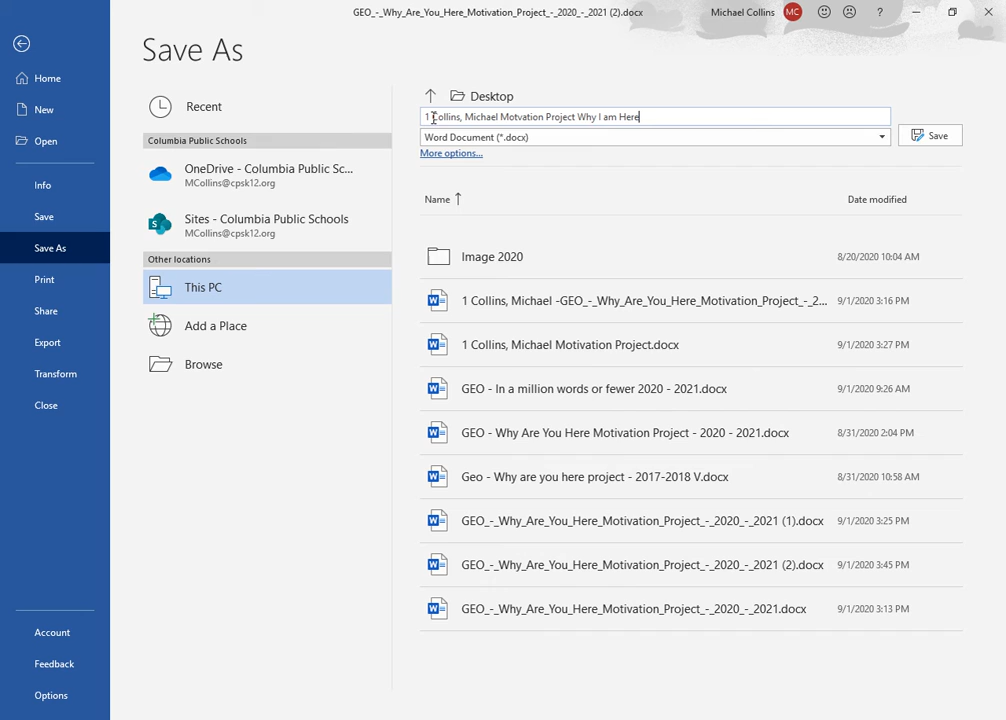 GEO_-_Why_Are_You_Here_Motivation_Project_-_2020_-_2021 (2).docx
Michael Collins
MC
?
Save As
Home
New
Open
Info
Save
Save As
Print
Share
Export
Transform
Close
Account
Feedback
Options
Recent
Columbia Public Schools
OneDrive - Columbia Public Sc...
MCollins@cpsk12.org
Sites - Columbia Public Schools
MCollins@cpsk12.org
Other locations
This PC
Add a Place
Browse
Desktop
1 Collins, Michael Motvation Project Why I am Here
Word Document (*.docx)
Save
More options...
Name Date modified
Image 2020 8/20/2020 10:04 AM
1 Collins, Michael -GEO_-_Why_Are_You_Here_Motivation_Project_-_2... 9/1/2020 3:16 PM
1 Collins, Michael Motivation Project.docx 9/1/2020 3:27 PM
GEO - In a million words or fewer 2020 - 2021.docx 9/1/2020 9:26 AM
GEO - Why Are You Here Motivation Project - 2020 - 2021.docx 8/31/2020 2:04 PM
Geo - Why are you here project - 2017-2018 V.docx 8/31/2020 10:58 AM
GEO_-_Why_Are_You_Here_Motivation_Project_-_2020_-_2021 (1).docx 9/1/2020 3:25 PM
GEO_-_Why_Are_You_Here_Motivation_Project_-_2020_-_2021 (2).docx 9/1/2020 3:45 PM
GEO_-_Why_Are_You_Here_Motivation_Project_-_2020_-_2021.docx 9/1/2020 3:13 PM